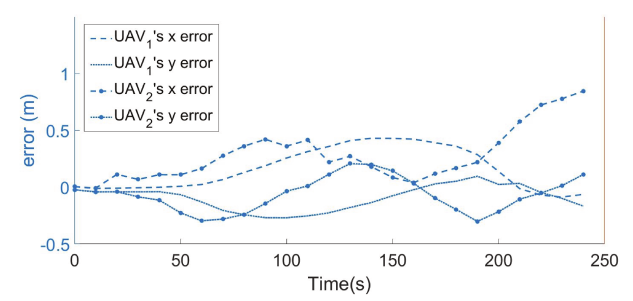 UAV1's x error
UAV1's y error
UAV2's x error
UAV2's y error
1
0.5
0
-0.5
error (m)
0 50 100 150 200 250
Time(s)